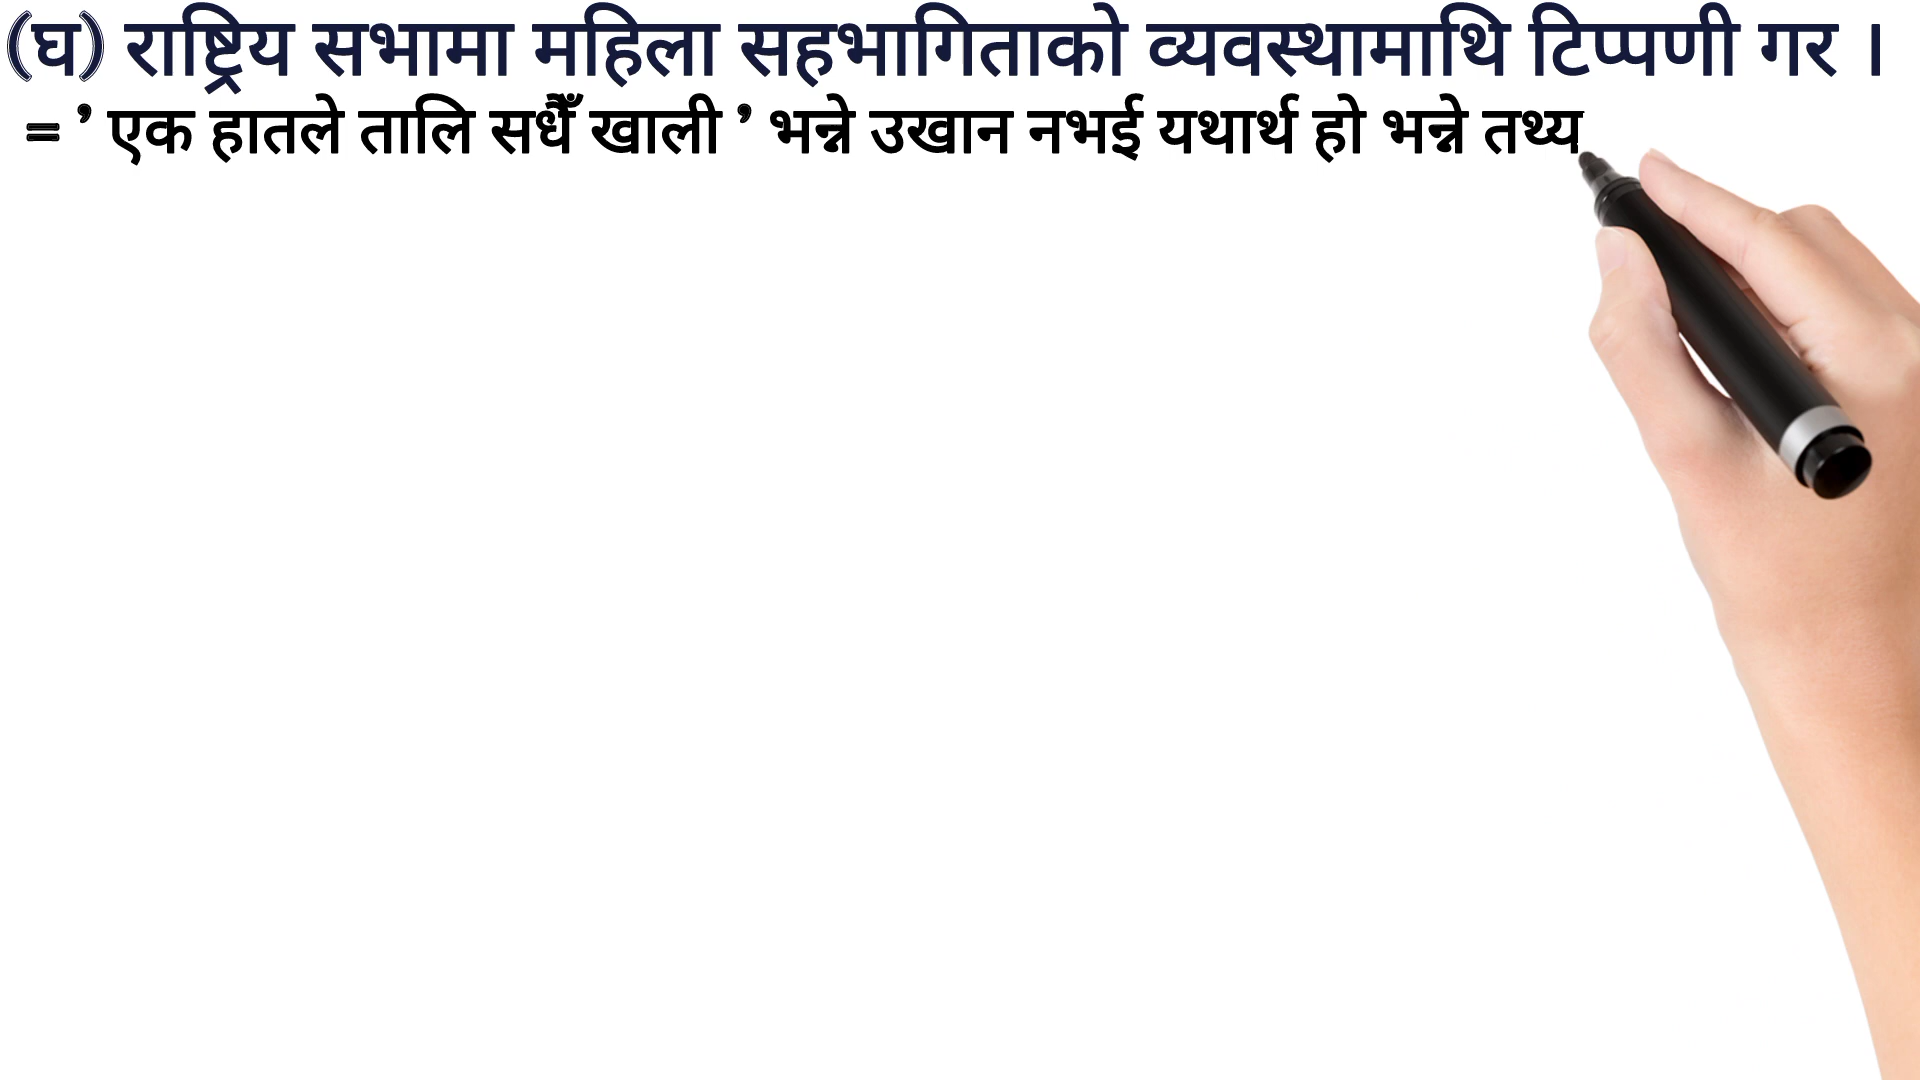 (घ) राष्ट्रिय सभामा महिला सहभागिताको व्यवस्थामाथि टिप्पणी गर ।
= ’ एक हातले तालि सधैँ खाली ’ भन्ने उखान नभई यथार्थ हो भन्ने तथ्य